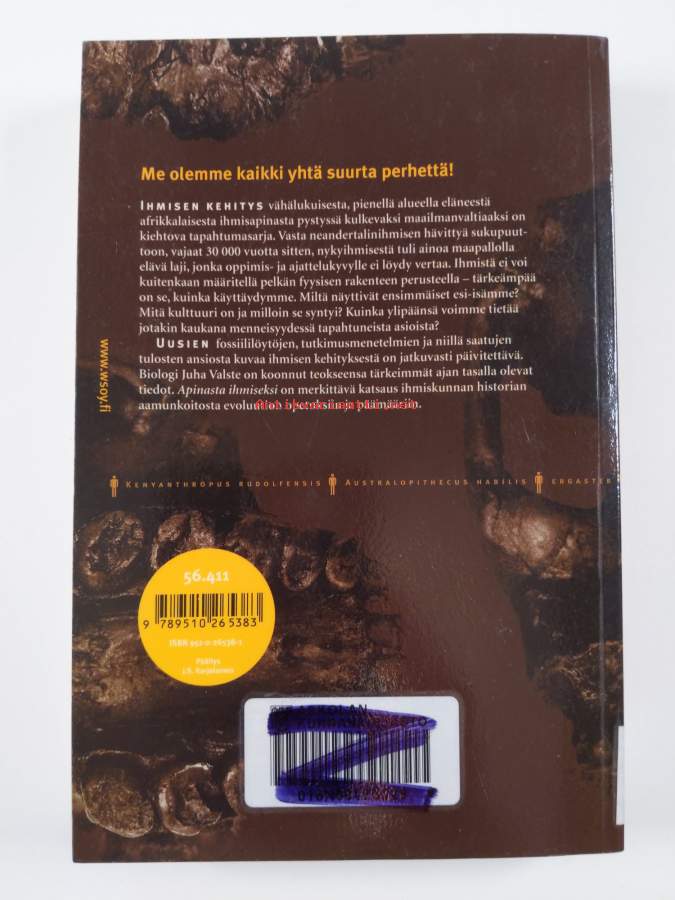 Me olemme kaikki yhtä suurta perhettä!
IHMISEN KEHITYS vähälukuisesta, pienellä alueella eläneestä
afrikkalaisesta ihmisapinasta pystyssä kulkevaksi maailmanvaltiaaksi on
kiehtova tapahtumasarja. Vasta neandertalinihmisen hävittyä sukupuut-
toon, vajaat 30 000 vuotta sitten, nykyihmisestä tuli ainoa maapallolla
elävä laji, jonka oppimis- ja ajattelukyvylle ei löydy vertaa. Ihmistä ei voi
kuitenkaan määritellä pelkän fyysisen rakenteen perusteella – tärkeämpää
on se, kuinka käyttäydymme. Miltä näyttivät ensimmäiset esi-isämme?
Mitä kulttuuri on ja milloin se syntyi? Kuinka ylipäänsä voimme tietää
jotakin kaukana menneisyydessä tapahtuneista asioista?
UUSIEN fossiililöytöjen, tutkimusmenetelmien ja niillä saatujen
tulosten ansiosta kuvaa ihmisen kehityksestä on jatkuvasti päivitettävä.
Biologi Juha Valste on koonnut teokseensa tärkeimmät ajan tasalla olevat
tiedot. Apinasta ihmiseksi on merkittävä katsaus ihmiskunnan historian
aamunkoitosta evoluution
www.wsoy.fi
KENYANTHROPUS RUDOLFENSIS AUSTRALOPITHECUS HABILIS ERGASTER
56.411
9 789510 265383
ISBN 951-0-26538-1
Päällys